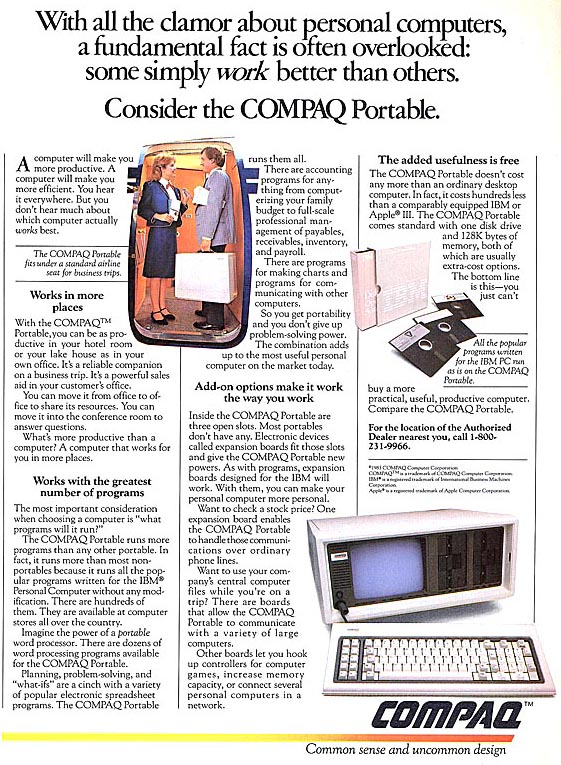 With all the clamor about personal computers,
a fundamental fact is often overlooked:
some simply work better than others.
Consider the COMPAQ Portable.
A computer will make you
more productive. A
computer will make you
more efficient. You hear
it everywhere. But you
don't hear much about
which computer actually
works best.
The COMPAQ Portable
fits under a standard airline
seat for business trips.
Works in more
places
With the COMPAQ™
Portable, you can be as pro-
ductive in your hotel room
or your lake house as in your
own office. It's a reliable companion
on a business trip. It's a powerful sales
aid in your customer's office.
You can move it from office to of-
fice to share its resources. You can
move it into the conference room to
answer questions.
What's more productive than a
computer? A computer that works for
you in more places.
Works with the greatest
number of programs
The most important consideration
when choosing a computer is "what
programs will it run?"
The COMPAQ Portable runs more
programs than any other portable. In
fact, it runs more than most non-
portables because it runs all the pop-
ular programs written for the IBM®
Personal Computer without any mod-
ification. There are hundreds of
them. They are available at computer
stores all over the country.
Imagine the power of a portable
word processor. There are dozens of
word processing programs available
for the COMPAQ Portable.
Planning, problem-solving, and
"what-ifs" are a cinch with a variety
of popular electronic spreadsheet
programs. The COMPAQ Portable
runs them all.
There are accounting
programs for any-
thing from comput-
erizing your family
budget to full-scale
professional man-
agement of payables,
receivables, inventory,
and payroll.
There are programs
for making charts and
programs for com-
municating with other
computers.
So you get portability
and you don't give up
problem-solving power.
The combination adds
up to the most useful personal
computer on the market today.
Add-on options make it work
the way you work
Inside the COMPAQ Portable are
three open slots. Most portables
don't have any. Electronic devices
called expansion boards fit those slots
and give the COMPAQ Portable new
powers. As with programs, expansion
boards designed for the IBM will
work. With them, you can make your
personal computer more personal.
Want to check a stock price? One
expansion board enables
the COMPAQ Portable
to handle those communi-
cations over ordinary
phone lines.
Want to use your com-
pany's central computer
files while you're on a
trip? There are boards
that allow the COMPAQ
Portable to communicate
with a variety of large
computers.
Other boards let you hook
up controllers for computer
games, increase memory
capacity, or connect several
personal computers in a
network.
The added usefulness is free
The COMPAQ Portable doesn't cost
any more than an ordinary desktop
computer. In fact, it costs hundreds less
than a comparably equipped IBM or
Apple® III. The COMPAQ Portable
comes standard with one disk drive
and 128K bytes of
memory, both of
which are usually
extra-cost options.
The bottom line
is this—you
just can't
IBM
All the popular
programs written
for the IBM PC run
as is on the COMPAQ
Portable.
buy a more
practical, useful, productive computer.
Compare the COMPAQ Portable.
For the location of the Authorized
Dealer nearest you, call 1-800-
231-9966.
©1983 COMPAQ Computer Corporation
COMPAQ™ is a trademark of COMPAQ Computer Corporation.
IBM® is a registered trademark of International Business Machines
Corporation.
Apple® is a registered trademark of Apple Computer Corporation.
COMPAQ™
Common sense and uncommon design